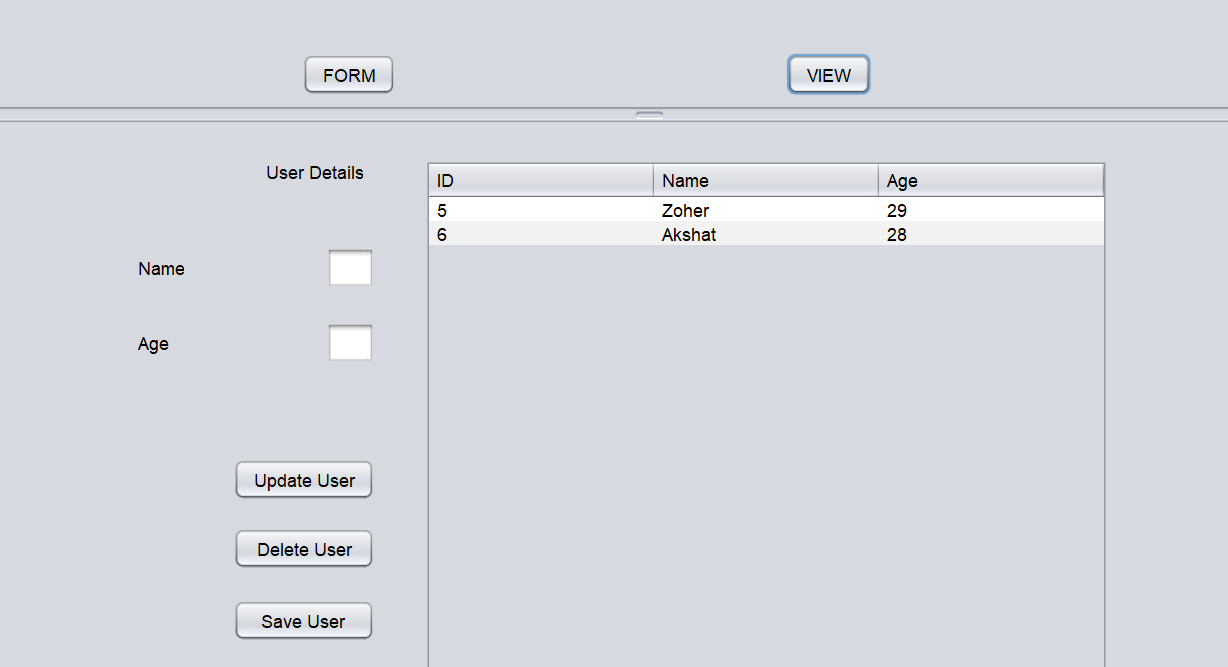 FORM VIEW
User Details
ID Name Age
5 Zoher 29
6 Akshat 28
Name
Age
Update User
Delete User
Save User